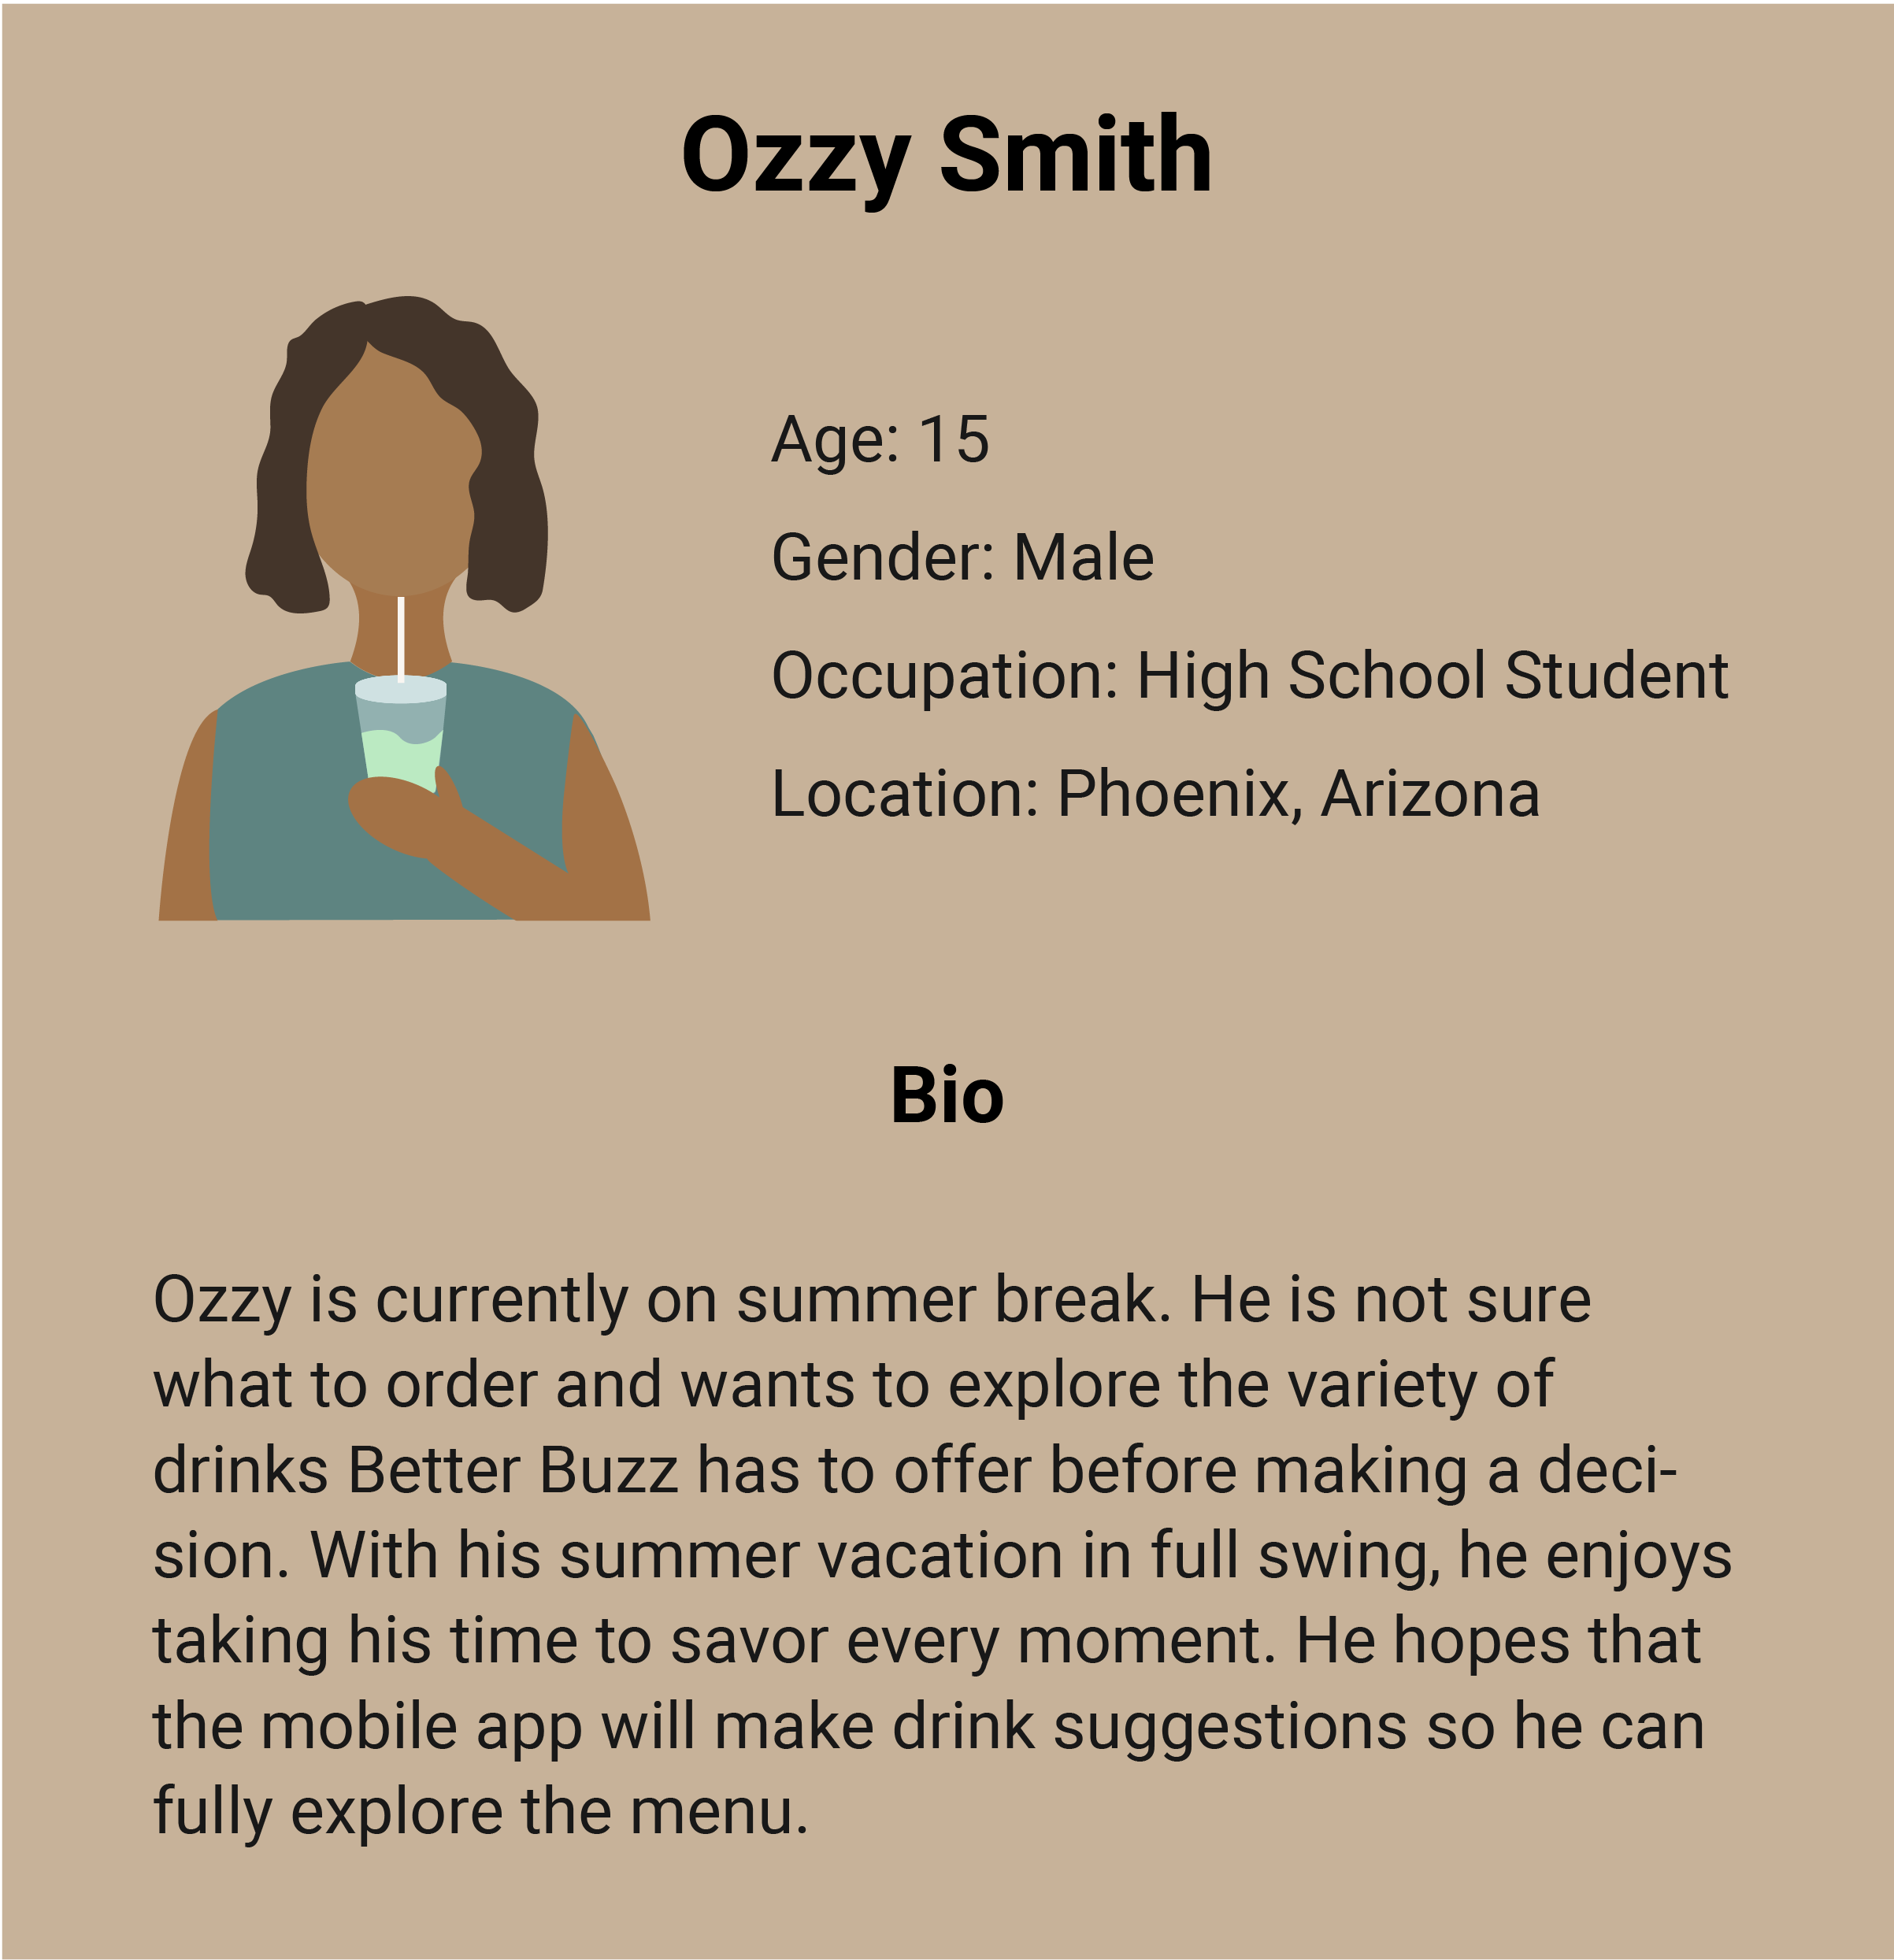 Ozzy Smith
Age: 15
Gender: Male
Occupation: High School Student
Location: Phoenix, Arizona
Bio
Ozzy is currently on summer break. He is not sure
what to order and wants to explore the variety of
drinks Better Buzz has to offer before making a deci-
sion. With his summer vacation in full swing, he enjoys
taking his time to savor every moment. He hopes that
the mobile app will make drink suggestions so he can
fully explore the menu.